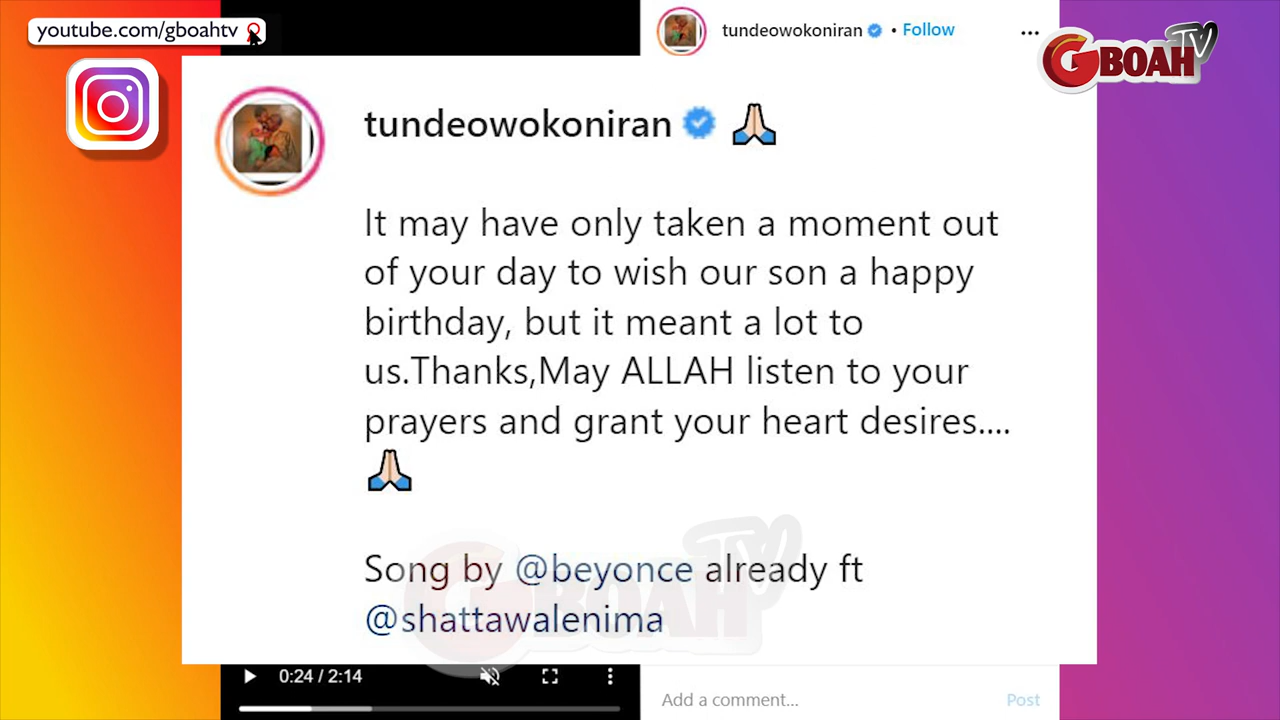 youtube.com/gboahtv
tundeowokoniran • Follow
GBOAH TV
tundeowokoniran 🙏🏻
It may have only taken a moment out
of your day to wish our son a happy
birthday, but it meant a lot to
us.Thanks,May ALLAH listen to your
prayers and grant your heart desires....
🙏🏻
Song by @beyonce already ft
@shattawalenima
GBOAH TV
0:24 / 2:14
Add a comment...
Post